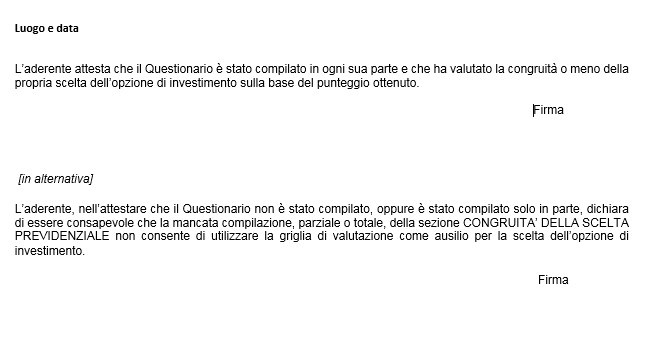 Luogo e data
L'aderente attesta che il Questionario è stato compilato in ogni sua parte e che ha valutato la congruità o meno della
propria scelta dell'opzione di investimento sulla base del punteggio ottenuto.
Firma
[in alternativa]
L'aderente, nell'attestare che il Questionario non è stato compilato, oppure è stato compilato solo in parte, dichiara
di essere consapevole che la mancata compilazione, parziale o totale, della sezione CONGRUITA' DELLA SCELTA
PREVIDENZIALE non consente di utilizzare la griglia di valutazione come ausilio per la scelta dell'opzione di
investimento.
Firma